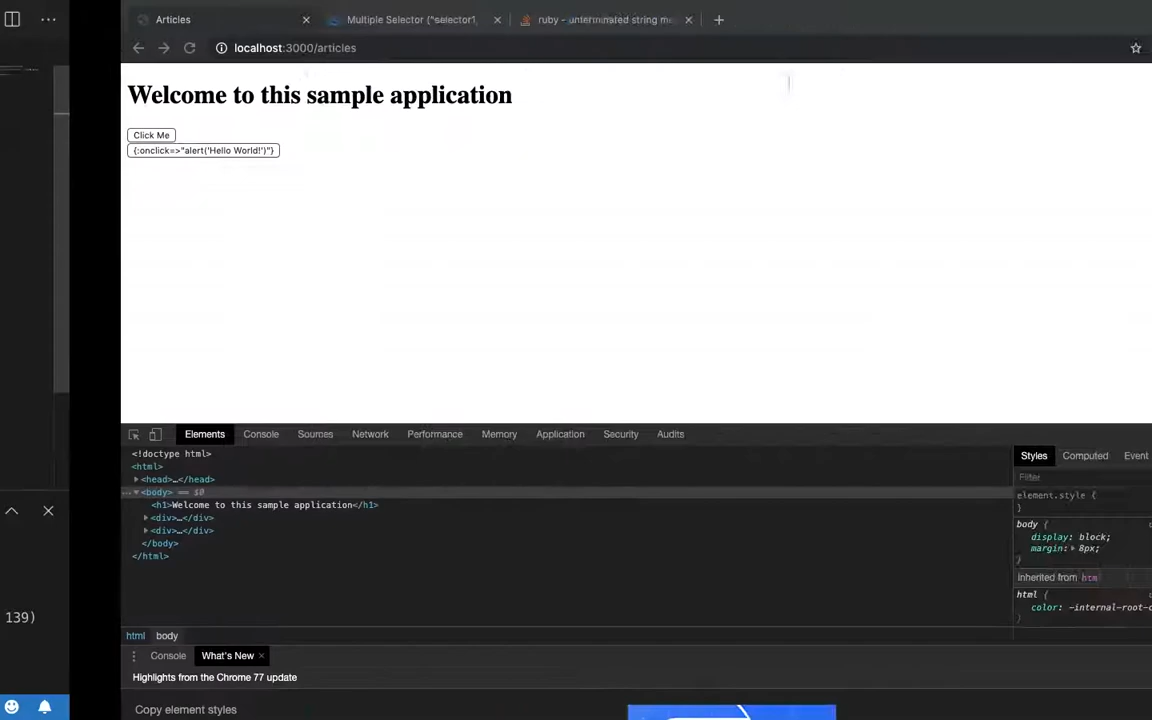 Articles
Multiple Selector ("selector1,
ruby - unterminated string me
localhost:3000/articles
Welcome to this sample application
Click Me
{:onclick=>"alert('Hello World!')"}
Elements Console Sources Network Performance Memory Application Security Audits
<!doctype html>
<html>
<head>…</head>
<body> == $0
<h1>Welcome to this sample application</h1>
<div>…</div>
<div>…</div>
</body>
</html>
html body
Styles Computed Event
Filter
element.style {
}
body {
display: block;
margin: 8px;
}
Inherited from htm
html {
color: -internal-root-c
}
Console What's New
Highlights from the Chrome 77 update
Copy element styles
139)